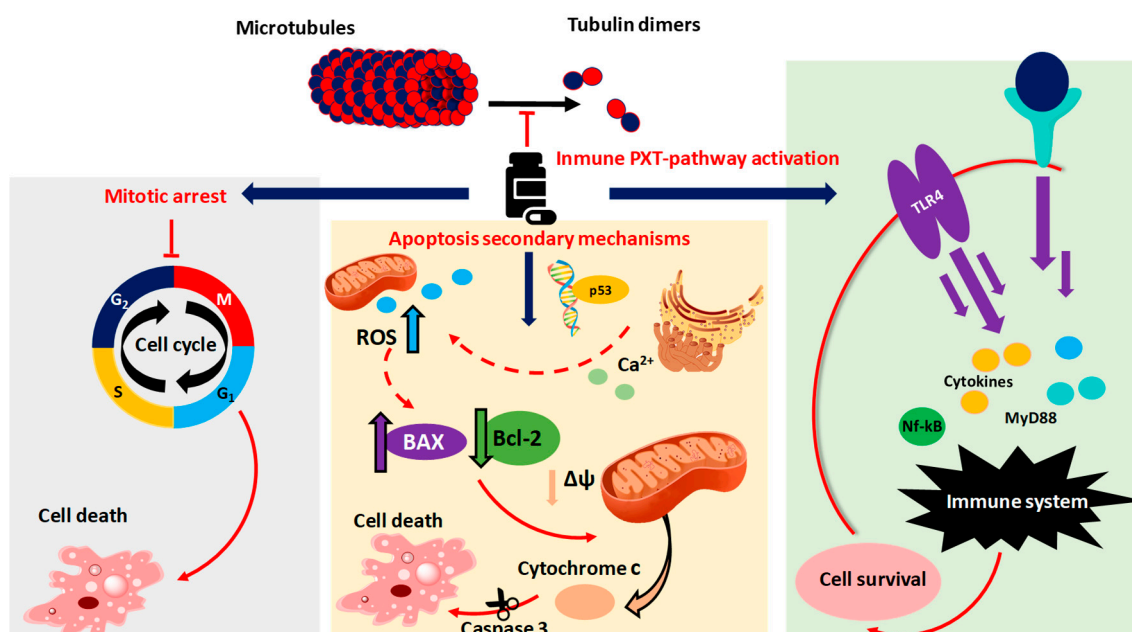 Microtubules
Tubulin dimers
Inmune PXT-pathway activation
Mitotic arrest
G2
M
Cell cycle
S
G1
Cell death
Apoptosis secondary mechanisms
p53
ROS
Ca2+
BAX
Bcl-2
Δψ
Cell death
Cytochrome c
Caspase 3
TLR4
Cytokines
MyD88
Nf-kB
Immune system
Cell survival